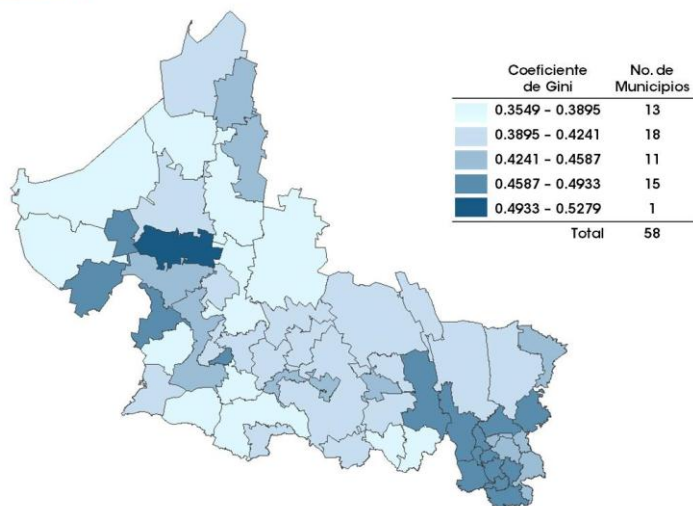 Coeficiente de Gini No. de Municipios
0.3549 - 0.3895 13
0.3895 - 0.4241 18
0.4241 - 0.4587 11
0.4587 - 0.4933 15
0.4933 - 0.5279 1
Total 58